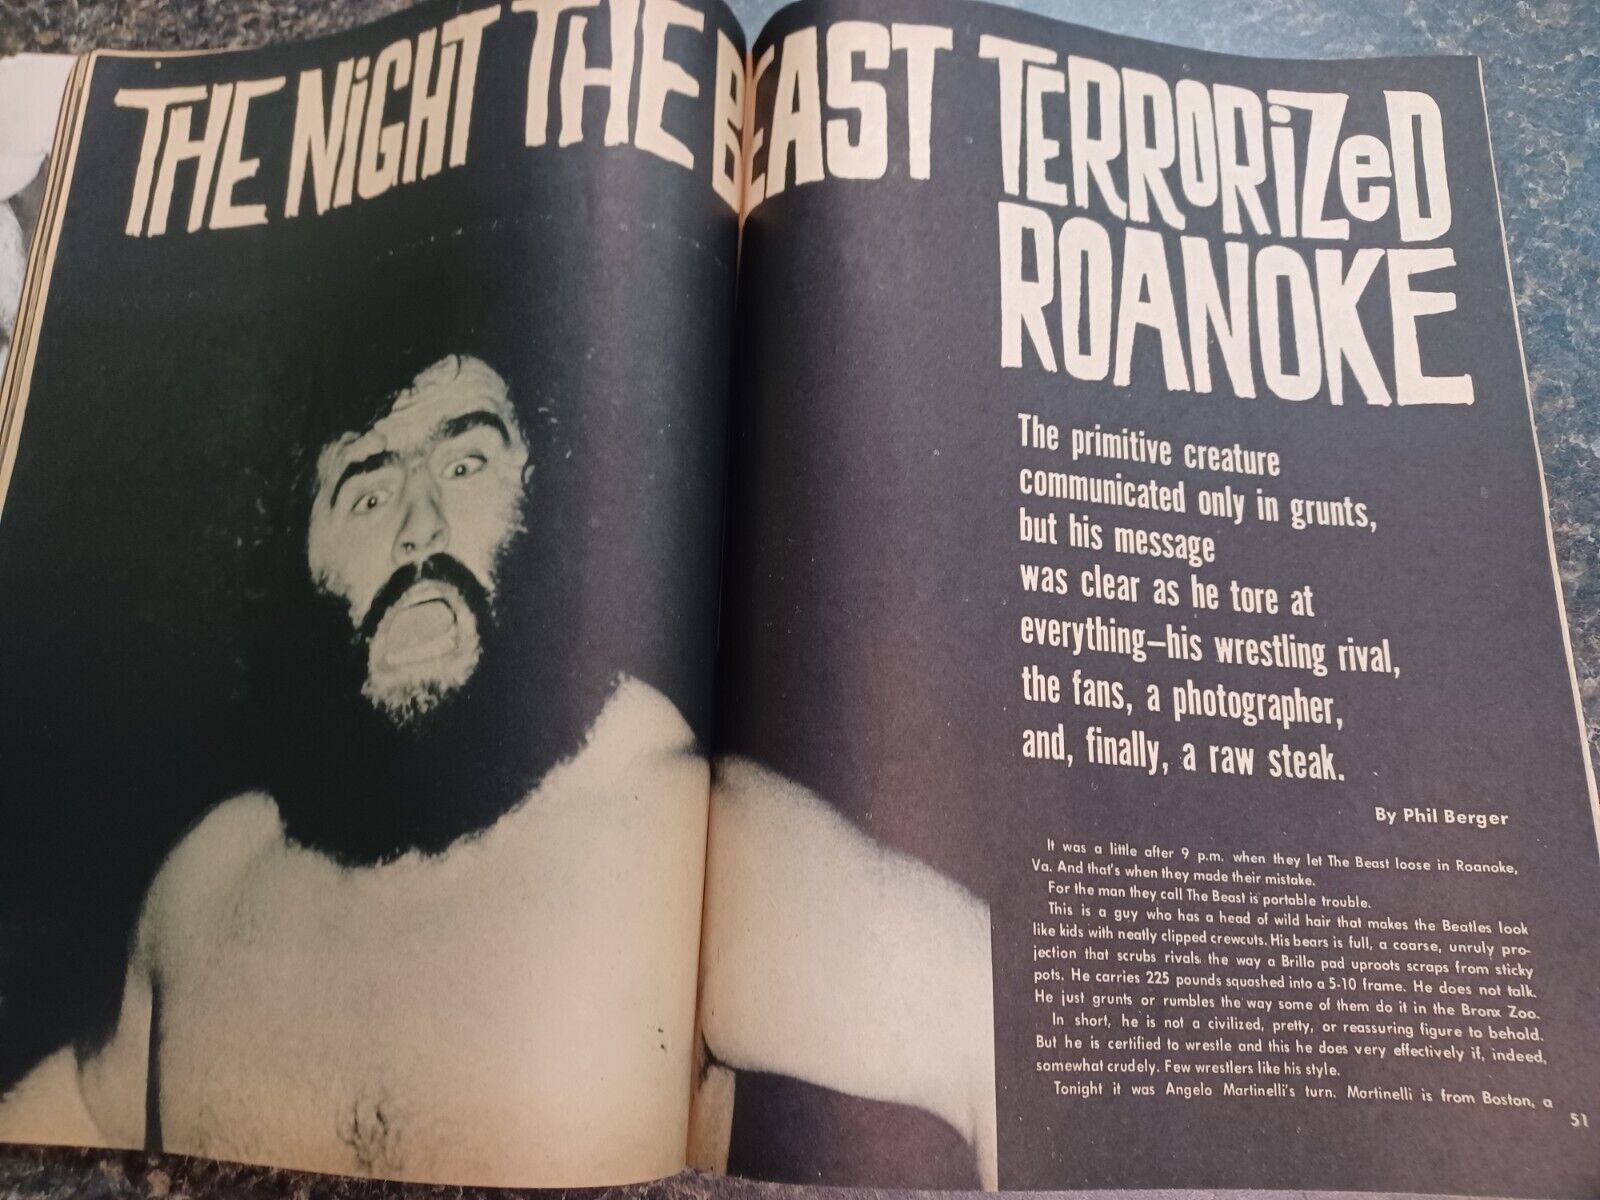 THE NiGHT THE BEAST TERRORiZeD
ROANOKE
The primitive creature
communicated only in grunts,
but his message
was clear as he tore at
everything—his wrestling rival,
the fans, a photographer,
and, finally, a raw steak.
By Phil Berger
It was a little after 9 p.m. when they let The Beast loose in Roanoke,
Va. And that's when they made their mistake.
For the man they call The Beast is portable trouble.
This is a guy who has a head of wild hair that makes the Beatles look
like kids with neatly clipped crewcuts. His bears is full, a coarse, unruly pro-
jection that scrubs rivals the way a Brillo pad uproots scraps from sticky
pots. He carries 225 pounds squashed into a 5-10 frame. He does not talk.
He just grunts or rumbles the way some of them do it in the Bronx Zoo.
In short, he is not a civilized, pretty, or reassuring figure to behold.
But he is certified to wrestle and this he does very effectively if, indeed,
somewhat crudely. Few wrestlers like his style.
Tonight it was Angelo Martinelli's turn. Martinelli is from Boston, a
51